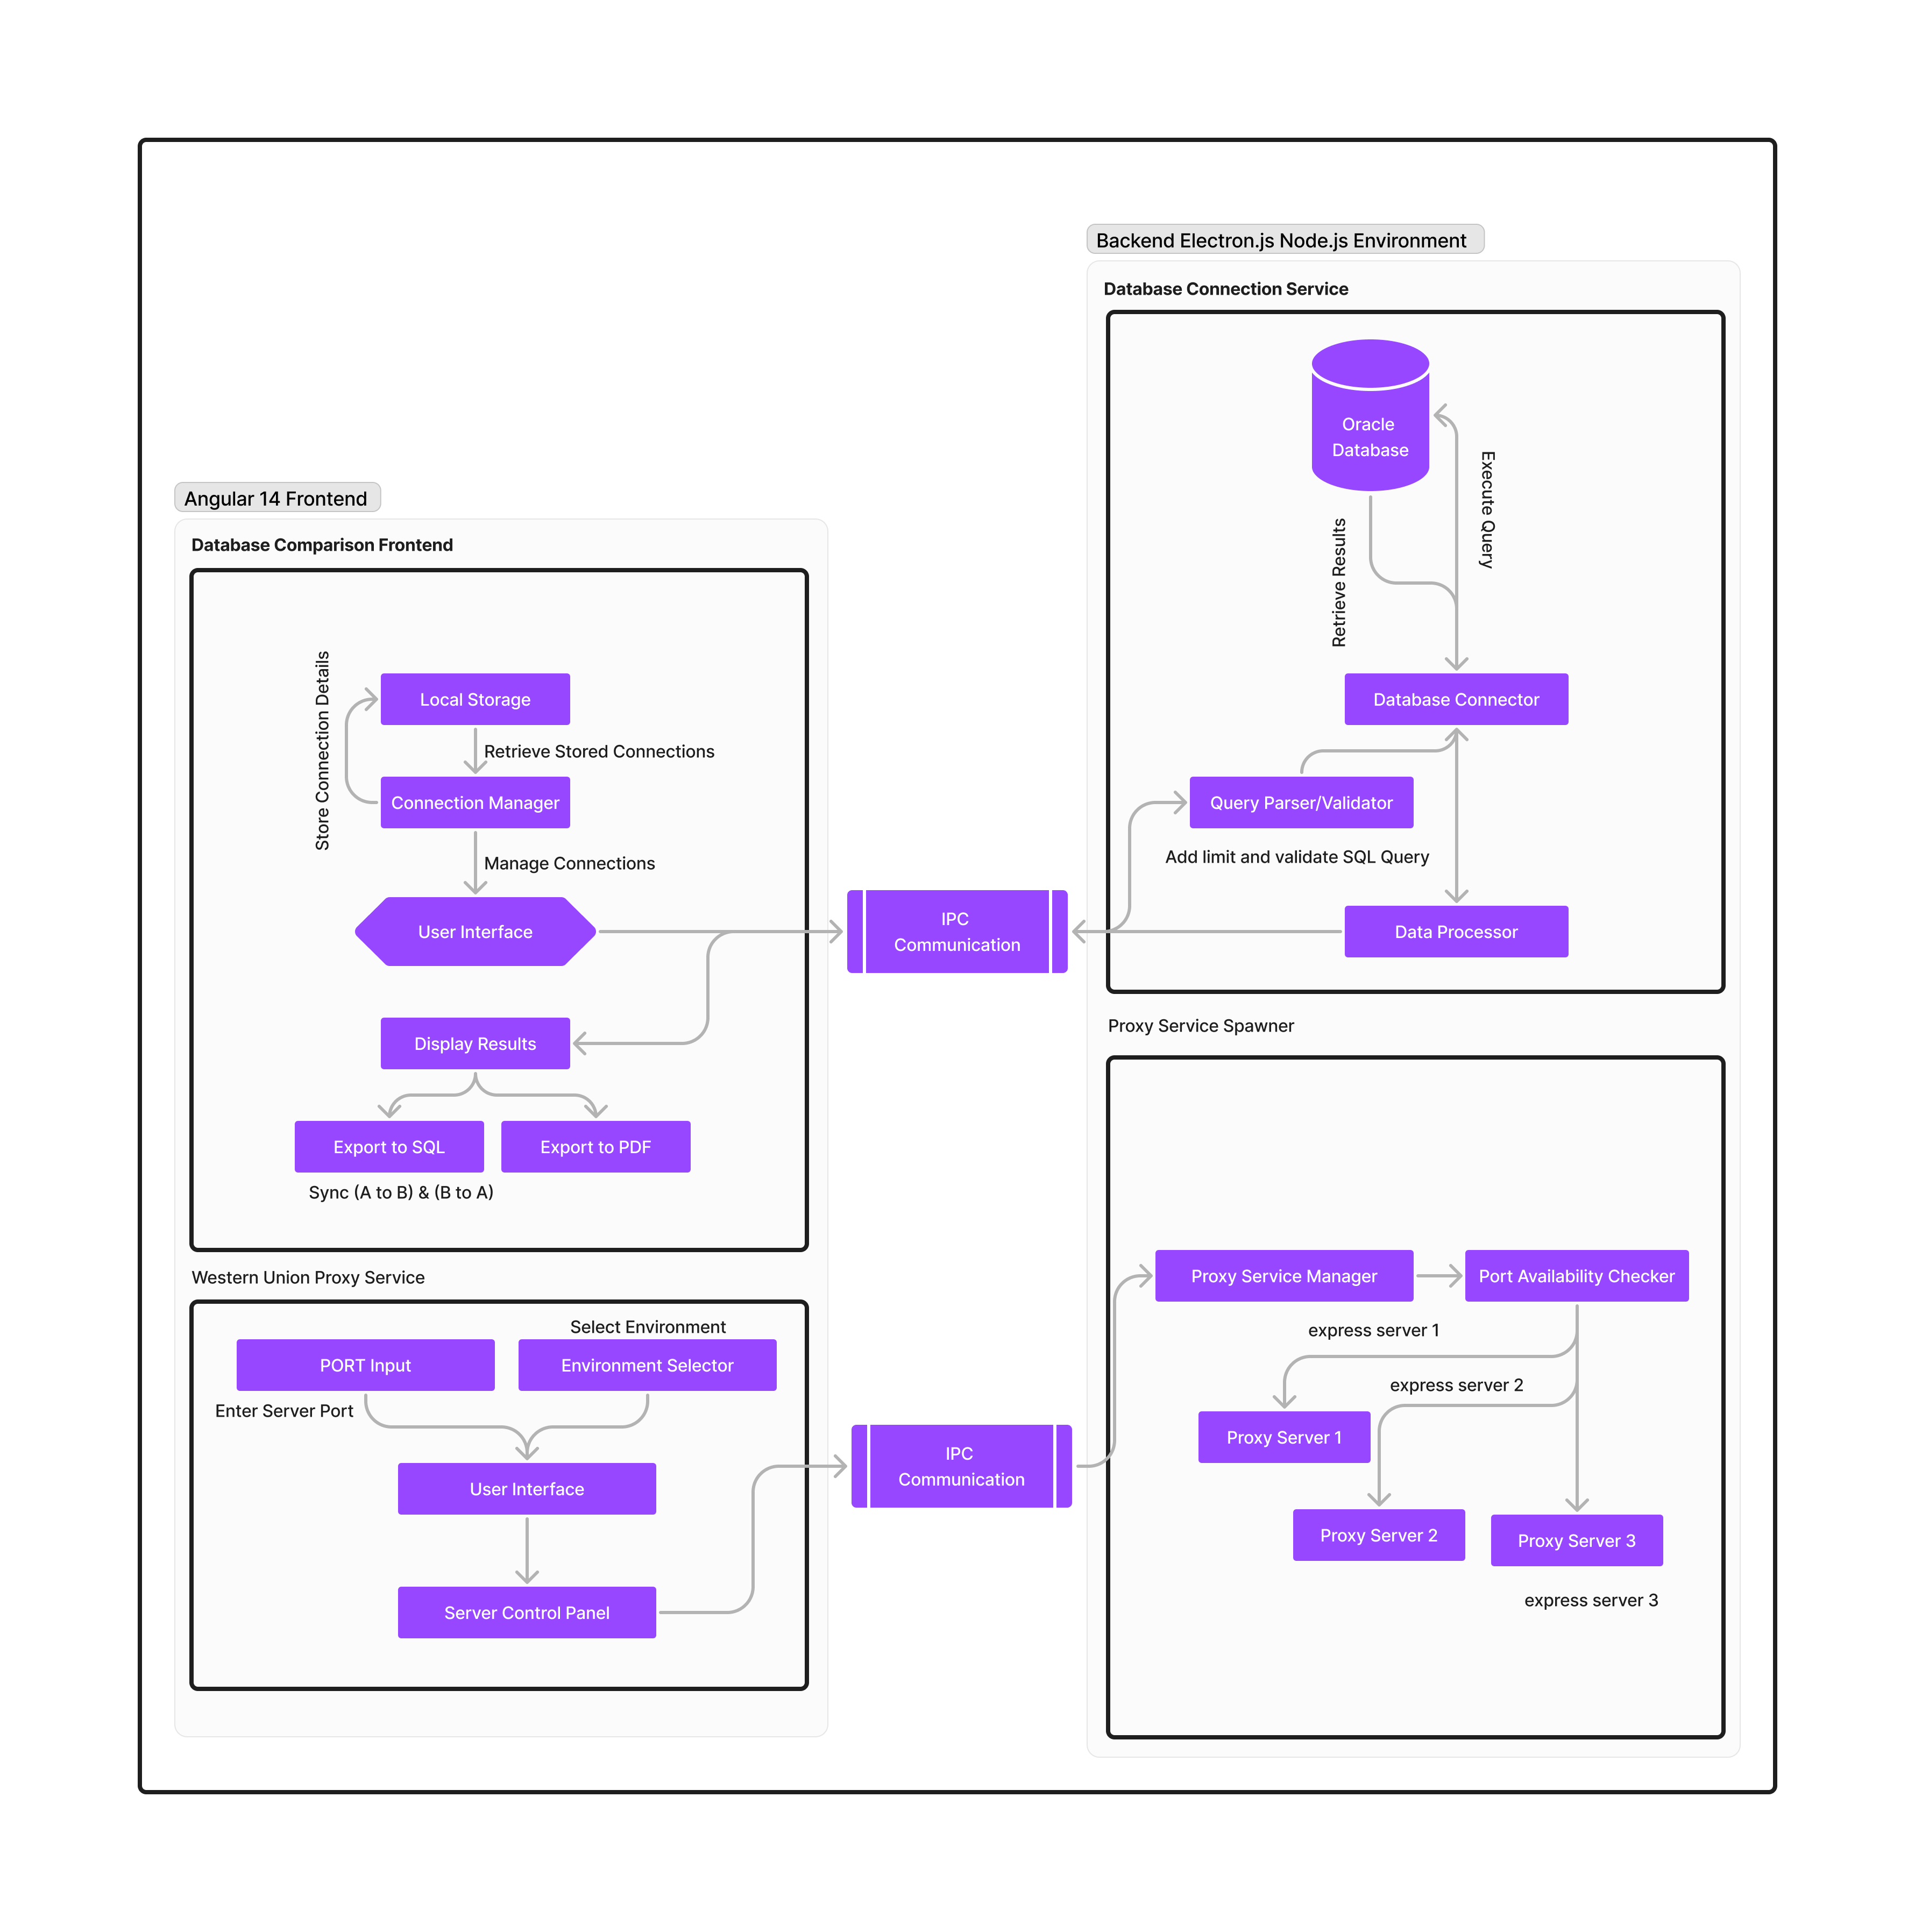 Backend Electron.js Node.js Environment
Database Connection Service
Oracle
Database
Execute Query
Retrieve Results
Database Connector
Query Parser/Validator
Add limit and validate SQL Query
Data Processor
Angular 14 Frontend
Database Comparison Frontend
Store Connection Details
Local Storage
Retrieve Stored Connections
Connection Manager
Manage Connections
User Interface
IPC
Communication
Display Results
Export to SQL
Export to PDF
Sync (A to B) & (B to A)
Western Union Proxy Service
Select Environment
PORT Input
Environment Selector
Enter Server Port
User Interface
Server Control Panel
IPC
Communication
Proxy Service Spawner
Proxy Service Manager
Port Availability Checker
express server 1
express server 2
Proxy Server 1
Proxy Server 2
Proxy Server 3
express server 3